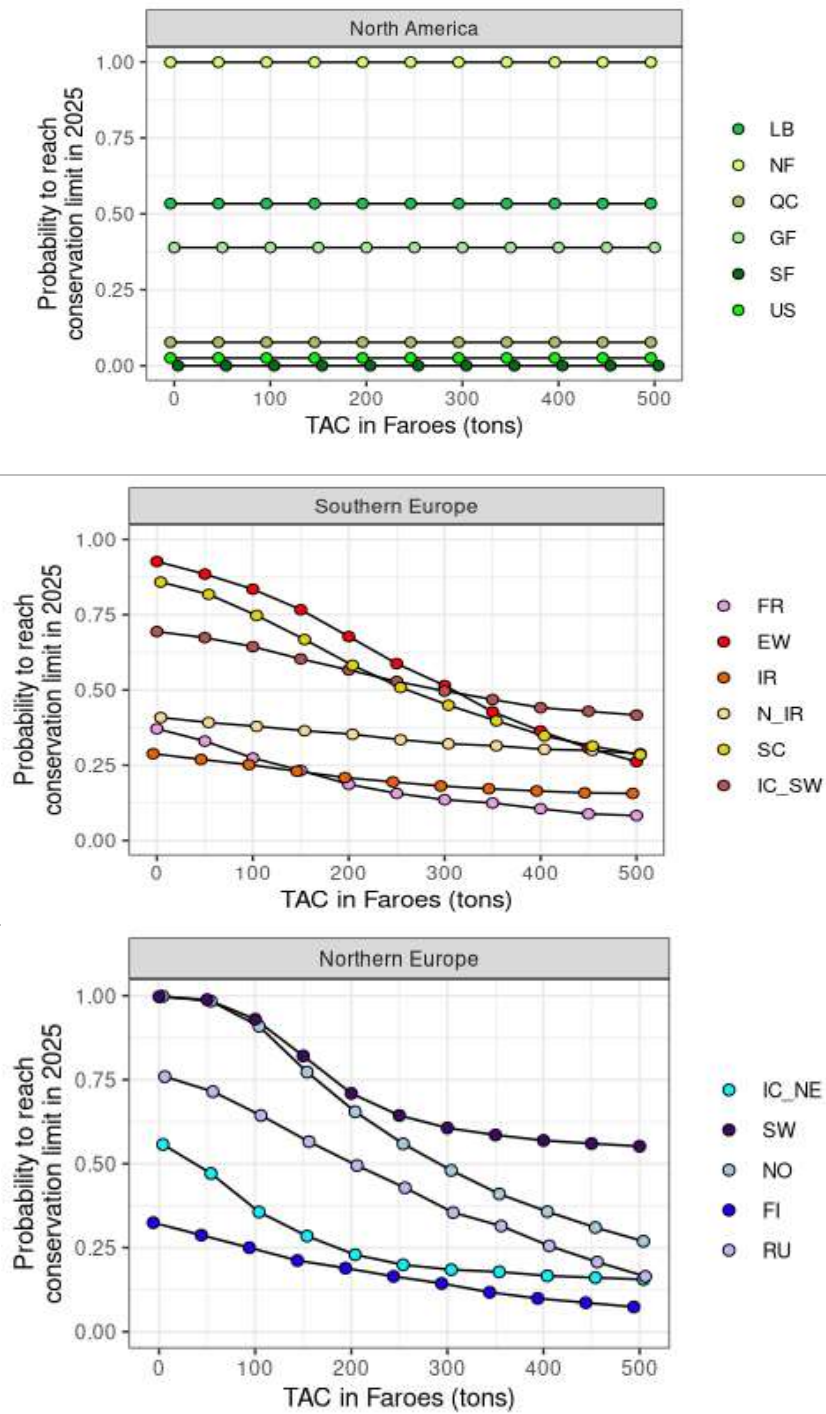 North America
Probability to reach
conservation limit in 2025
1.00
0.75
0.50
0.25
0.00
0
100
200
300
400
500
TAC in Faroes (tons)
LB
NF
QC
GF
SF
US
Southern Europe
Probability to reach
conservation limit in 2025
1.00
0.75
0.50
0.25
0.00
0
100
200
300
400
500
TAC in Faroes (tons)
FR
EW
IR
N_IR
SC
IC_SW
Northern Europe
Probability to reach
conservation limit in 2025
1.00
0.75
0.50
0.25
0.00
0
100
200
300
400
500
TAC in Faroes (tons)
IC_NE
SW
NO
FI
RU